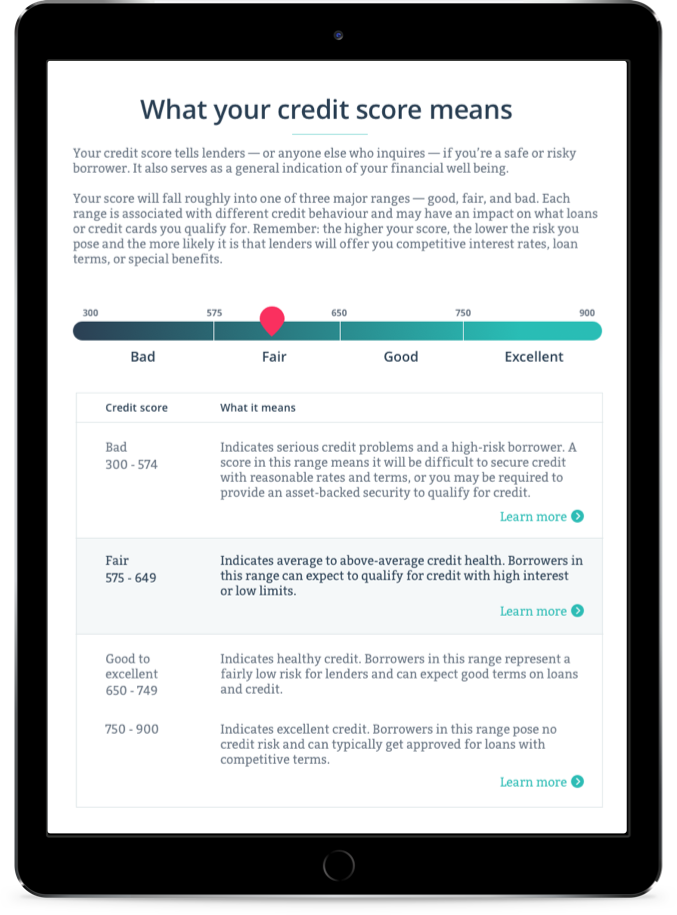 What your credit score means
Your credit score tells lenders — or anyone else who inquires — if you're a safe or risky
borrower. It also serves as a general indication of your financial well being.
Your score will fall roughly into one of three major ranges — good, fair, and bad. Each
range is associated with different credit behaviour and may have an impact on what loans
or credit cards you qualify for. Remember: the higher your score, the lower the risk you
pose and the more likely it is that lenders will offer you competitive interest rates, loan
terms, or special benefits.
300 575 650 750 900
Bad Fair Good Excellent
Credit score What it means
Bad
300 - 574
Indicates serious credit problems and a high-risk borrower. A
score in this range means it will be difficult to secure credit
with reasonable rates and terms, or you may be required to
provide an asset-backed security to qualify for credit.
Learn more
Fair
575 - 649
Indicates average to above-average credit health. Borrowers in
this range can expect to qualify for credit with high interest
or low limits.
Learn more
Good to
excellent
650 - 749
Indicates healthy credit. Borrowers in this range represent a
fairly low risk for lenders and can expect good terms on loans
and credit.
750 - 900
Indicates excellent credit. Borrowers in this range pose no
credit risk and can typically get approved for loans with
competitive terms.
Learn more